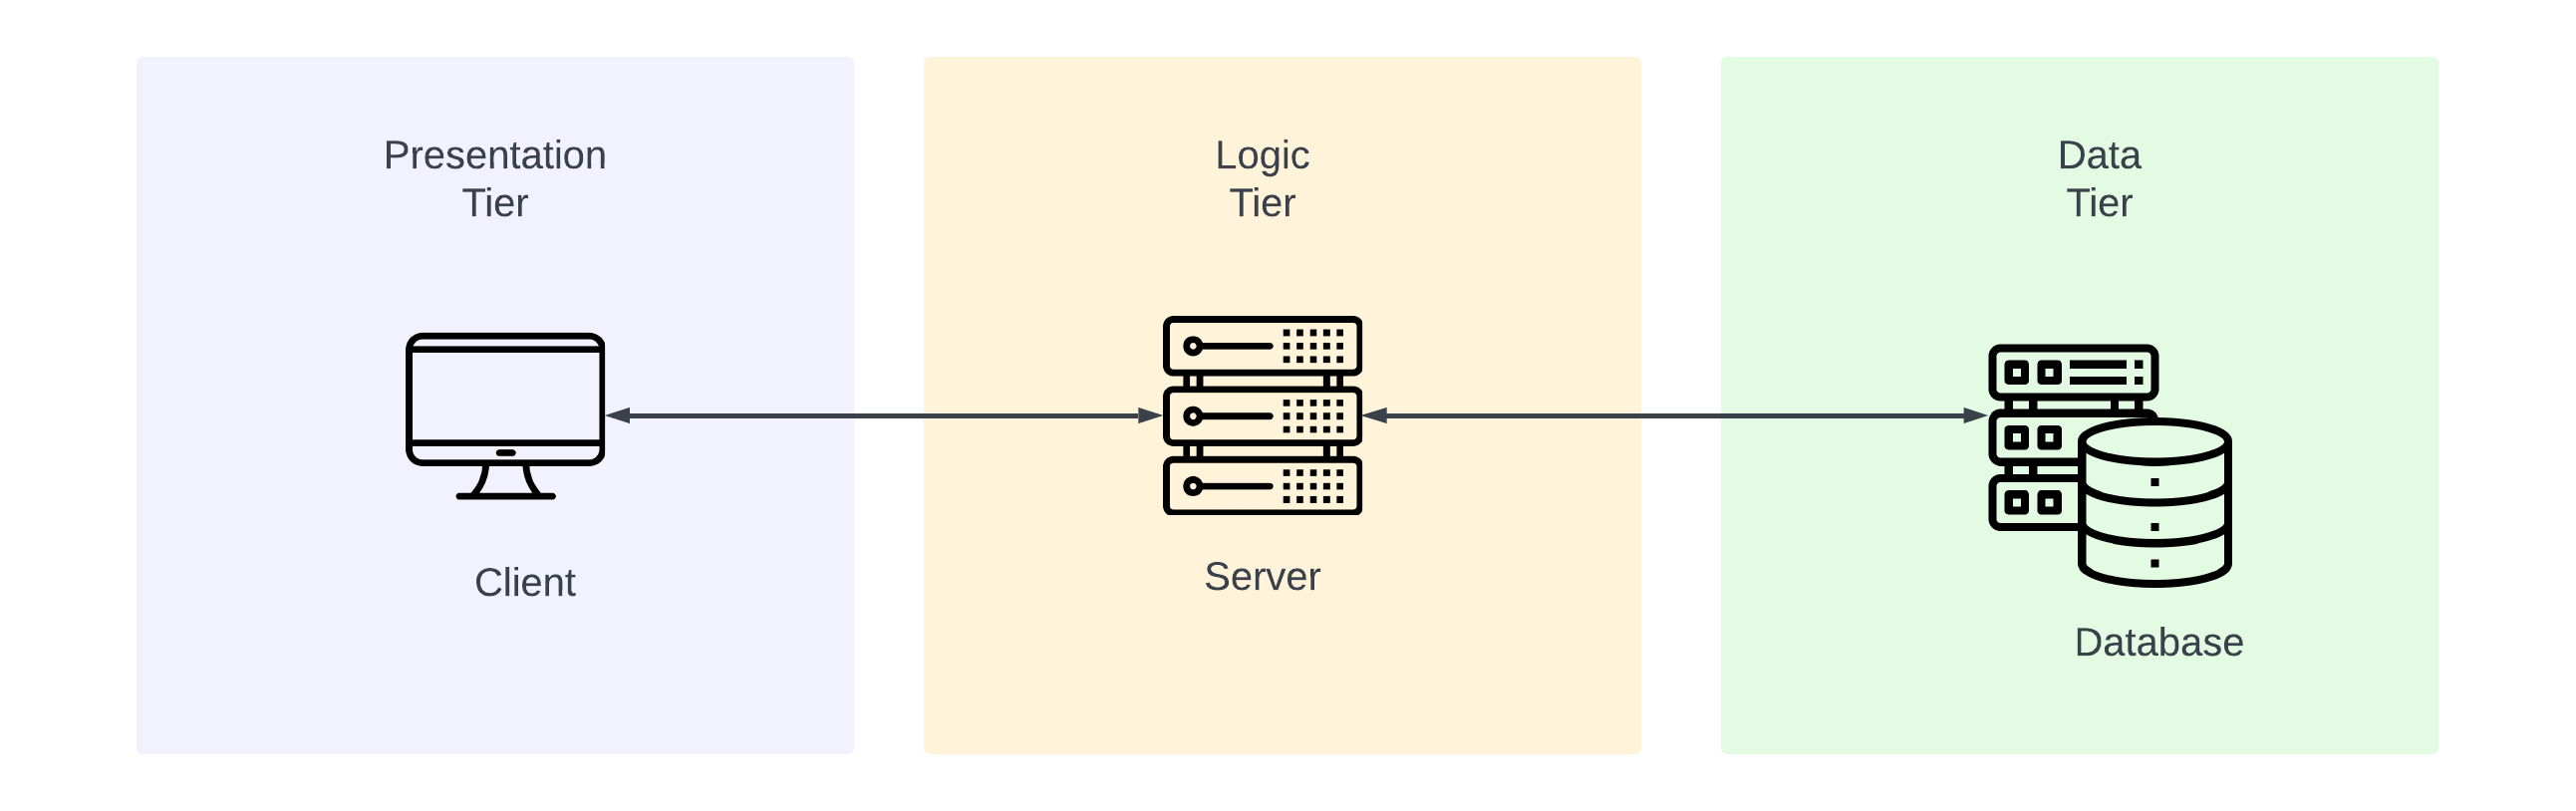 Presentation
Tier
Logic
Tier
Data
Tier
Client
Server
Database